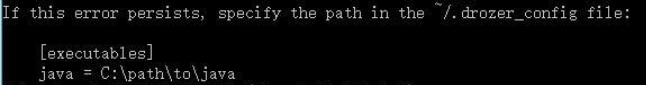 If this error persists, specify the path in the ~/.drozer_config file:
[executables]
java = C:\path\to\java